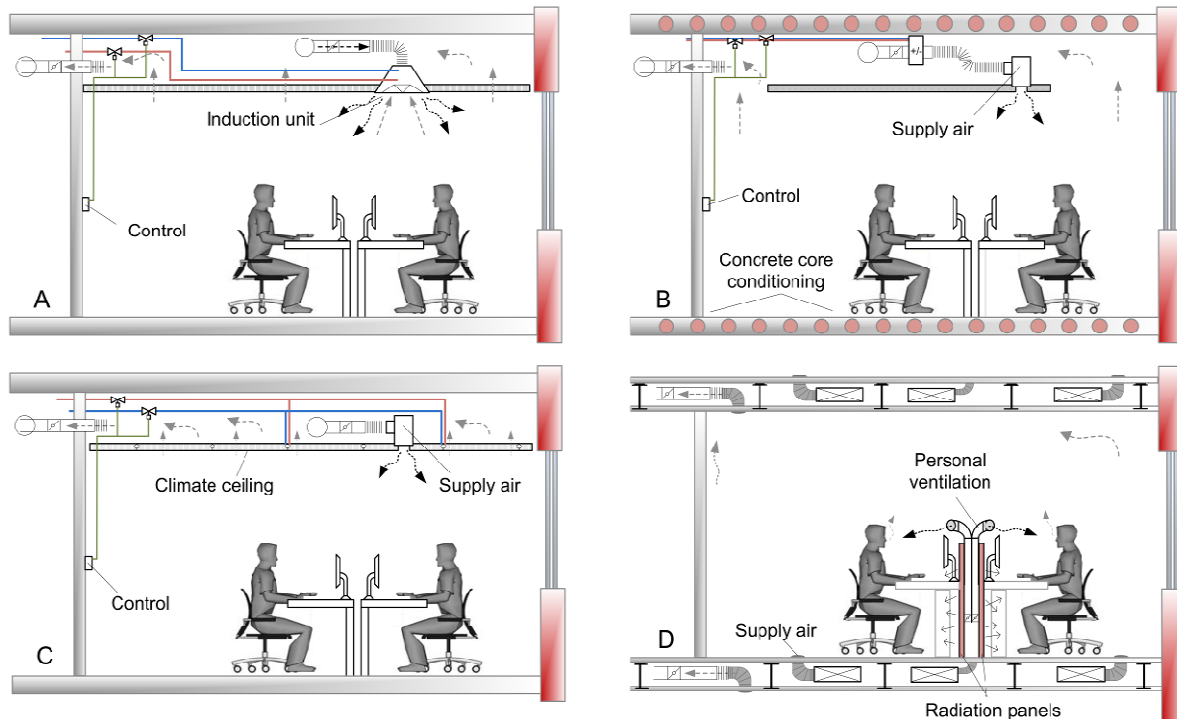 Induction unit
Control
A
+/-
Supply air
Control
Concrete core
conditioning
B
Climate ceiling
Supply air
Control
C
Personal
ventilation
Supply air
D
Radiation panels